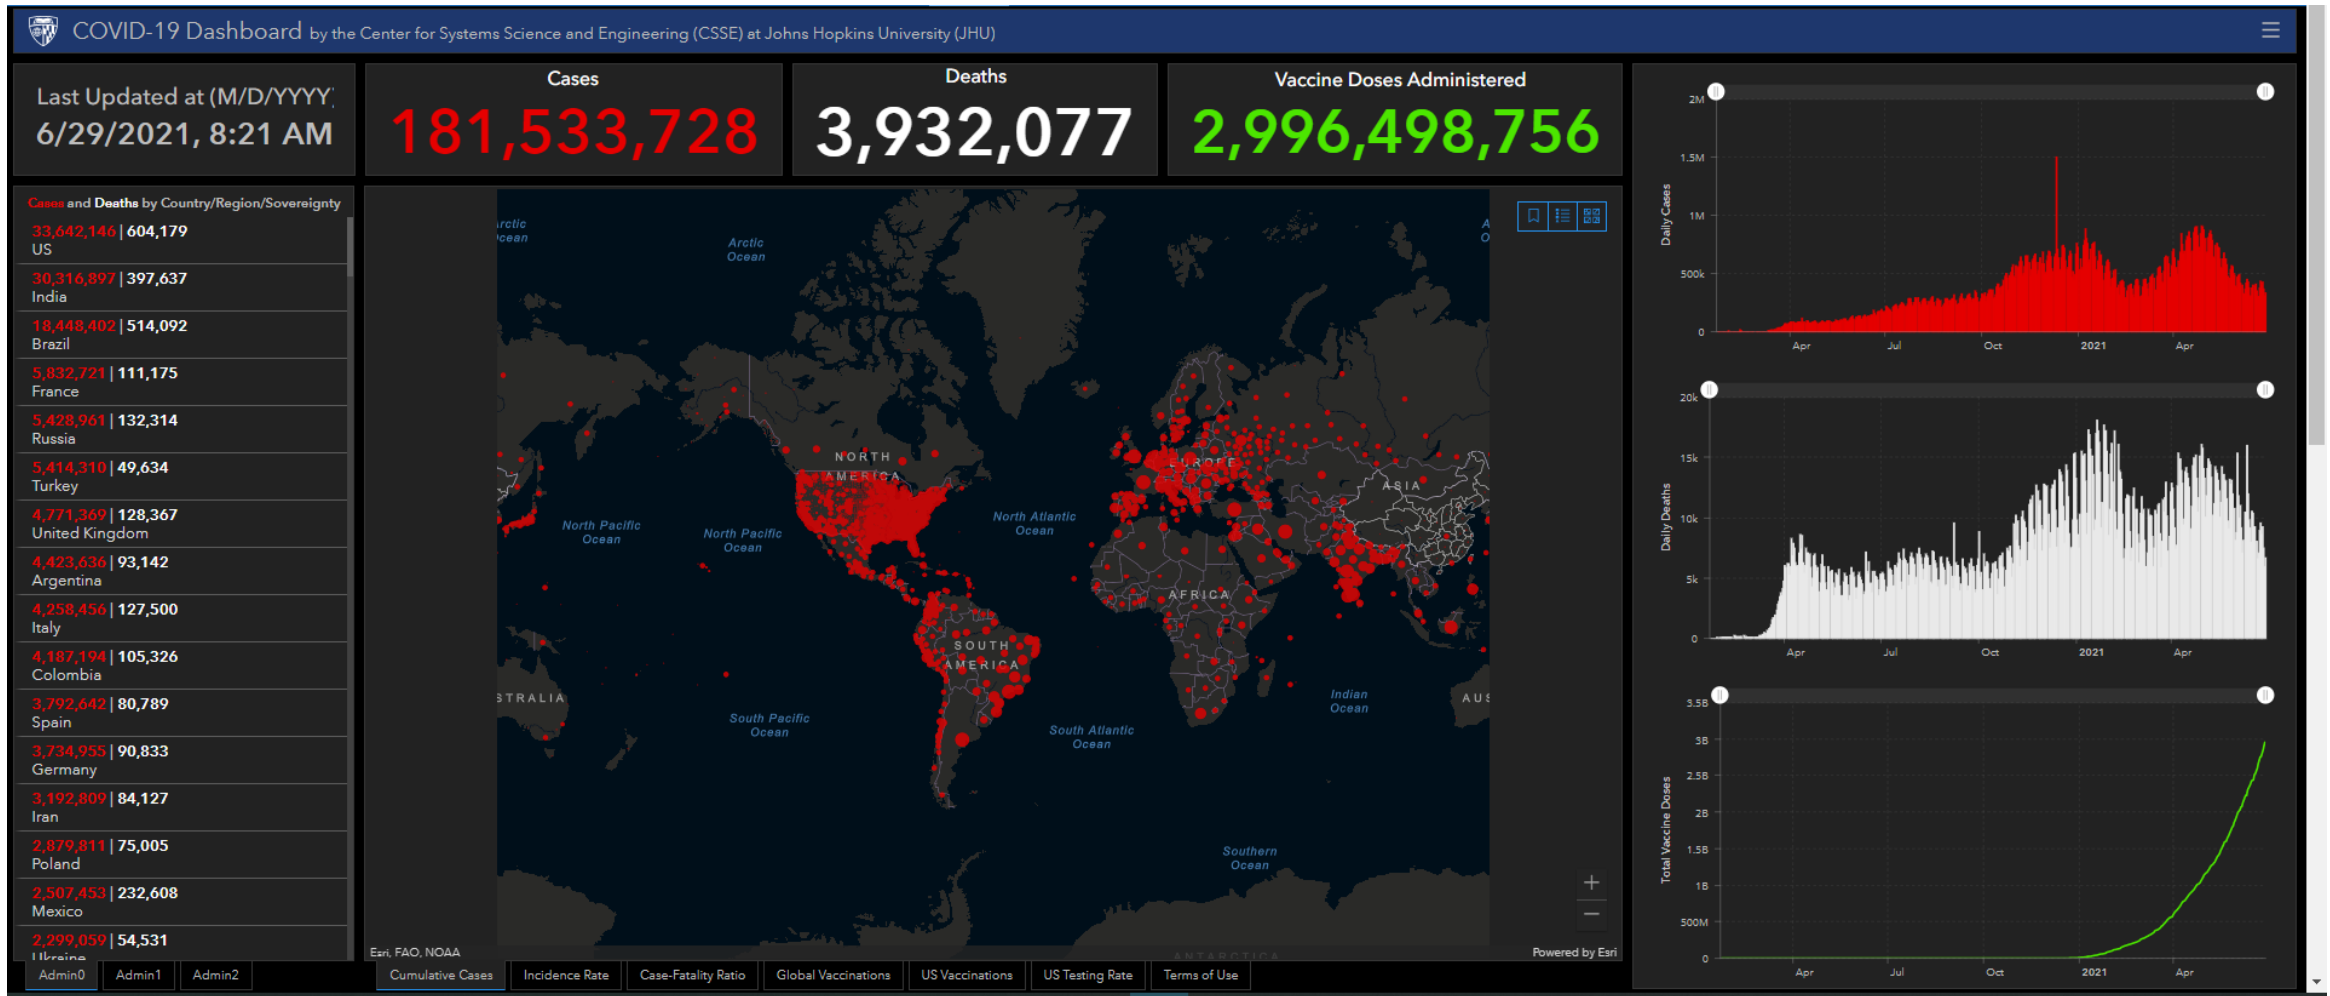 COVID-19 Dashboard by the Center for Systems Science and Engineering (CSSE) at Johns Hopkins University (JHU)
Last Updated at (M/D/YYYY)
6/29/2021, 8:21 AM
Cases
181,533,728
Deaths
3,932,077
Vaccine Doses Administered
2,996,498,756
Cases and Deaths by Country/Region/Sovereignty
33,642,146 | 604,179
US
30,316,897 | 397,637
India
18,448,402 | 514,092
Brazil
5,832,721 | 111,175
France
5,428,961 | 132,314
Russia
5,414,310 | 49,634
Turkey
4,771,369 | 128,367
United Kingdom
4,423,636 | 93,142
Argentina
4,258,456 | 127,500
Italy
4,187,194 | 105,326
Colombia
3,792,642 | 80,789
Spain
3,734,955 | 90,833
Germany
3,192,809 | 84,127
Iran
2,879,811 | 75,005
Poland
2,507,453 | 232,608
Mexico
2,299,059 | 54,531
Ukraine
Admin0 Admin1 Admin2
rctic
cean
Arctic
Ocean
A
O
NORTH
AMERICA
EUROPE
ASIA
North Pacific
Ocean
North Pacific
Ocean
North Atlantic
Ocean
AFRICA
SOUTH
AMERICA
STRALIA
Indian
Ocean
AUS
South Pacific
Ocean
South Atlantic
Ocean
Southern
Ocean
ANTARCTICA
Esri, FAO, NOAA
Powered by Esri
Cumulative Cases Incidence Rate Case-Fatality Ratio Global Vaccinations US Vaccinations US Testing Rate Terms of Use
Daily Cases
2M
1.5M
1M
500k
0
Apr Jul Oct 2021 Apr
Daily Deaths
20k
15k
10k
5k
0
Apr Jul Oct 2021 Apr
Total Vaccine Doses
3.5B
3B
2.5B
2B
1.5B
1B
500M
0
Apr Jul Oct 2021 Apr